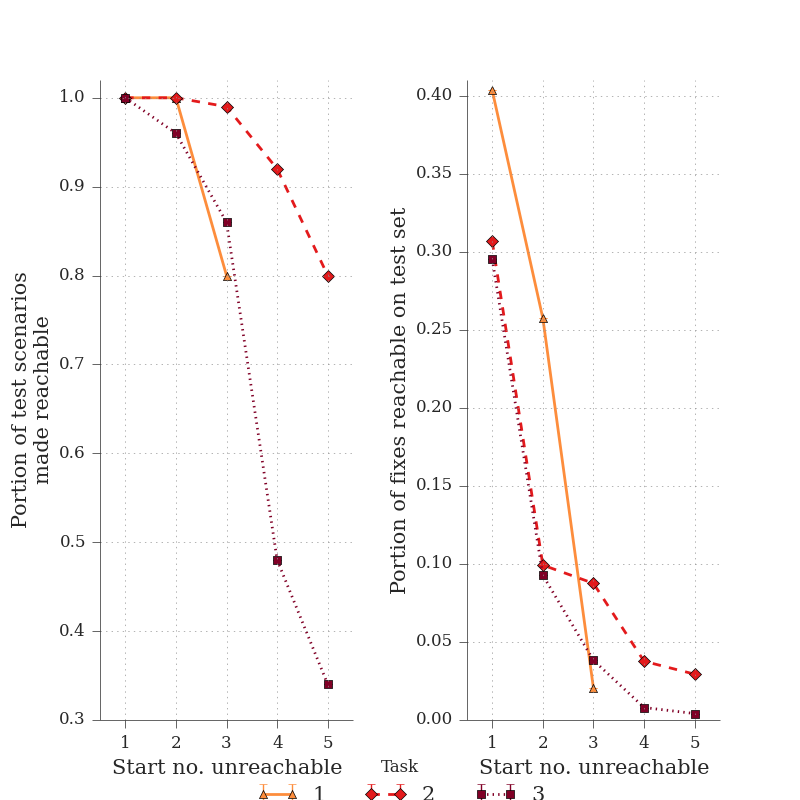 Portion of test scenarios
made reachable
1.0
0.9
0.8
0.7
0.6
0.5
0.4
0.3
1 2 3 4 5
Start no. unreachable
Portion of fixes reachable on test set
0.40
0.35
0.30
0.25
0.20
0.15
0.10
0.05
0.00
1 2 3 4 5
Start no. unreachable
Task
1 2 3